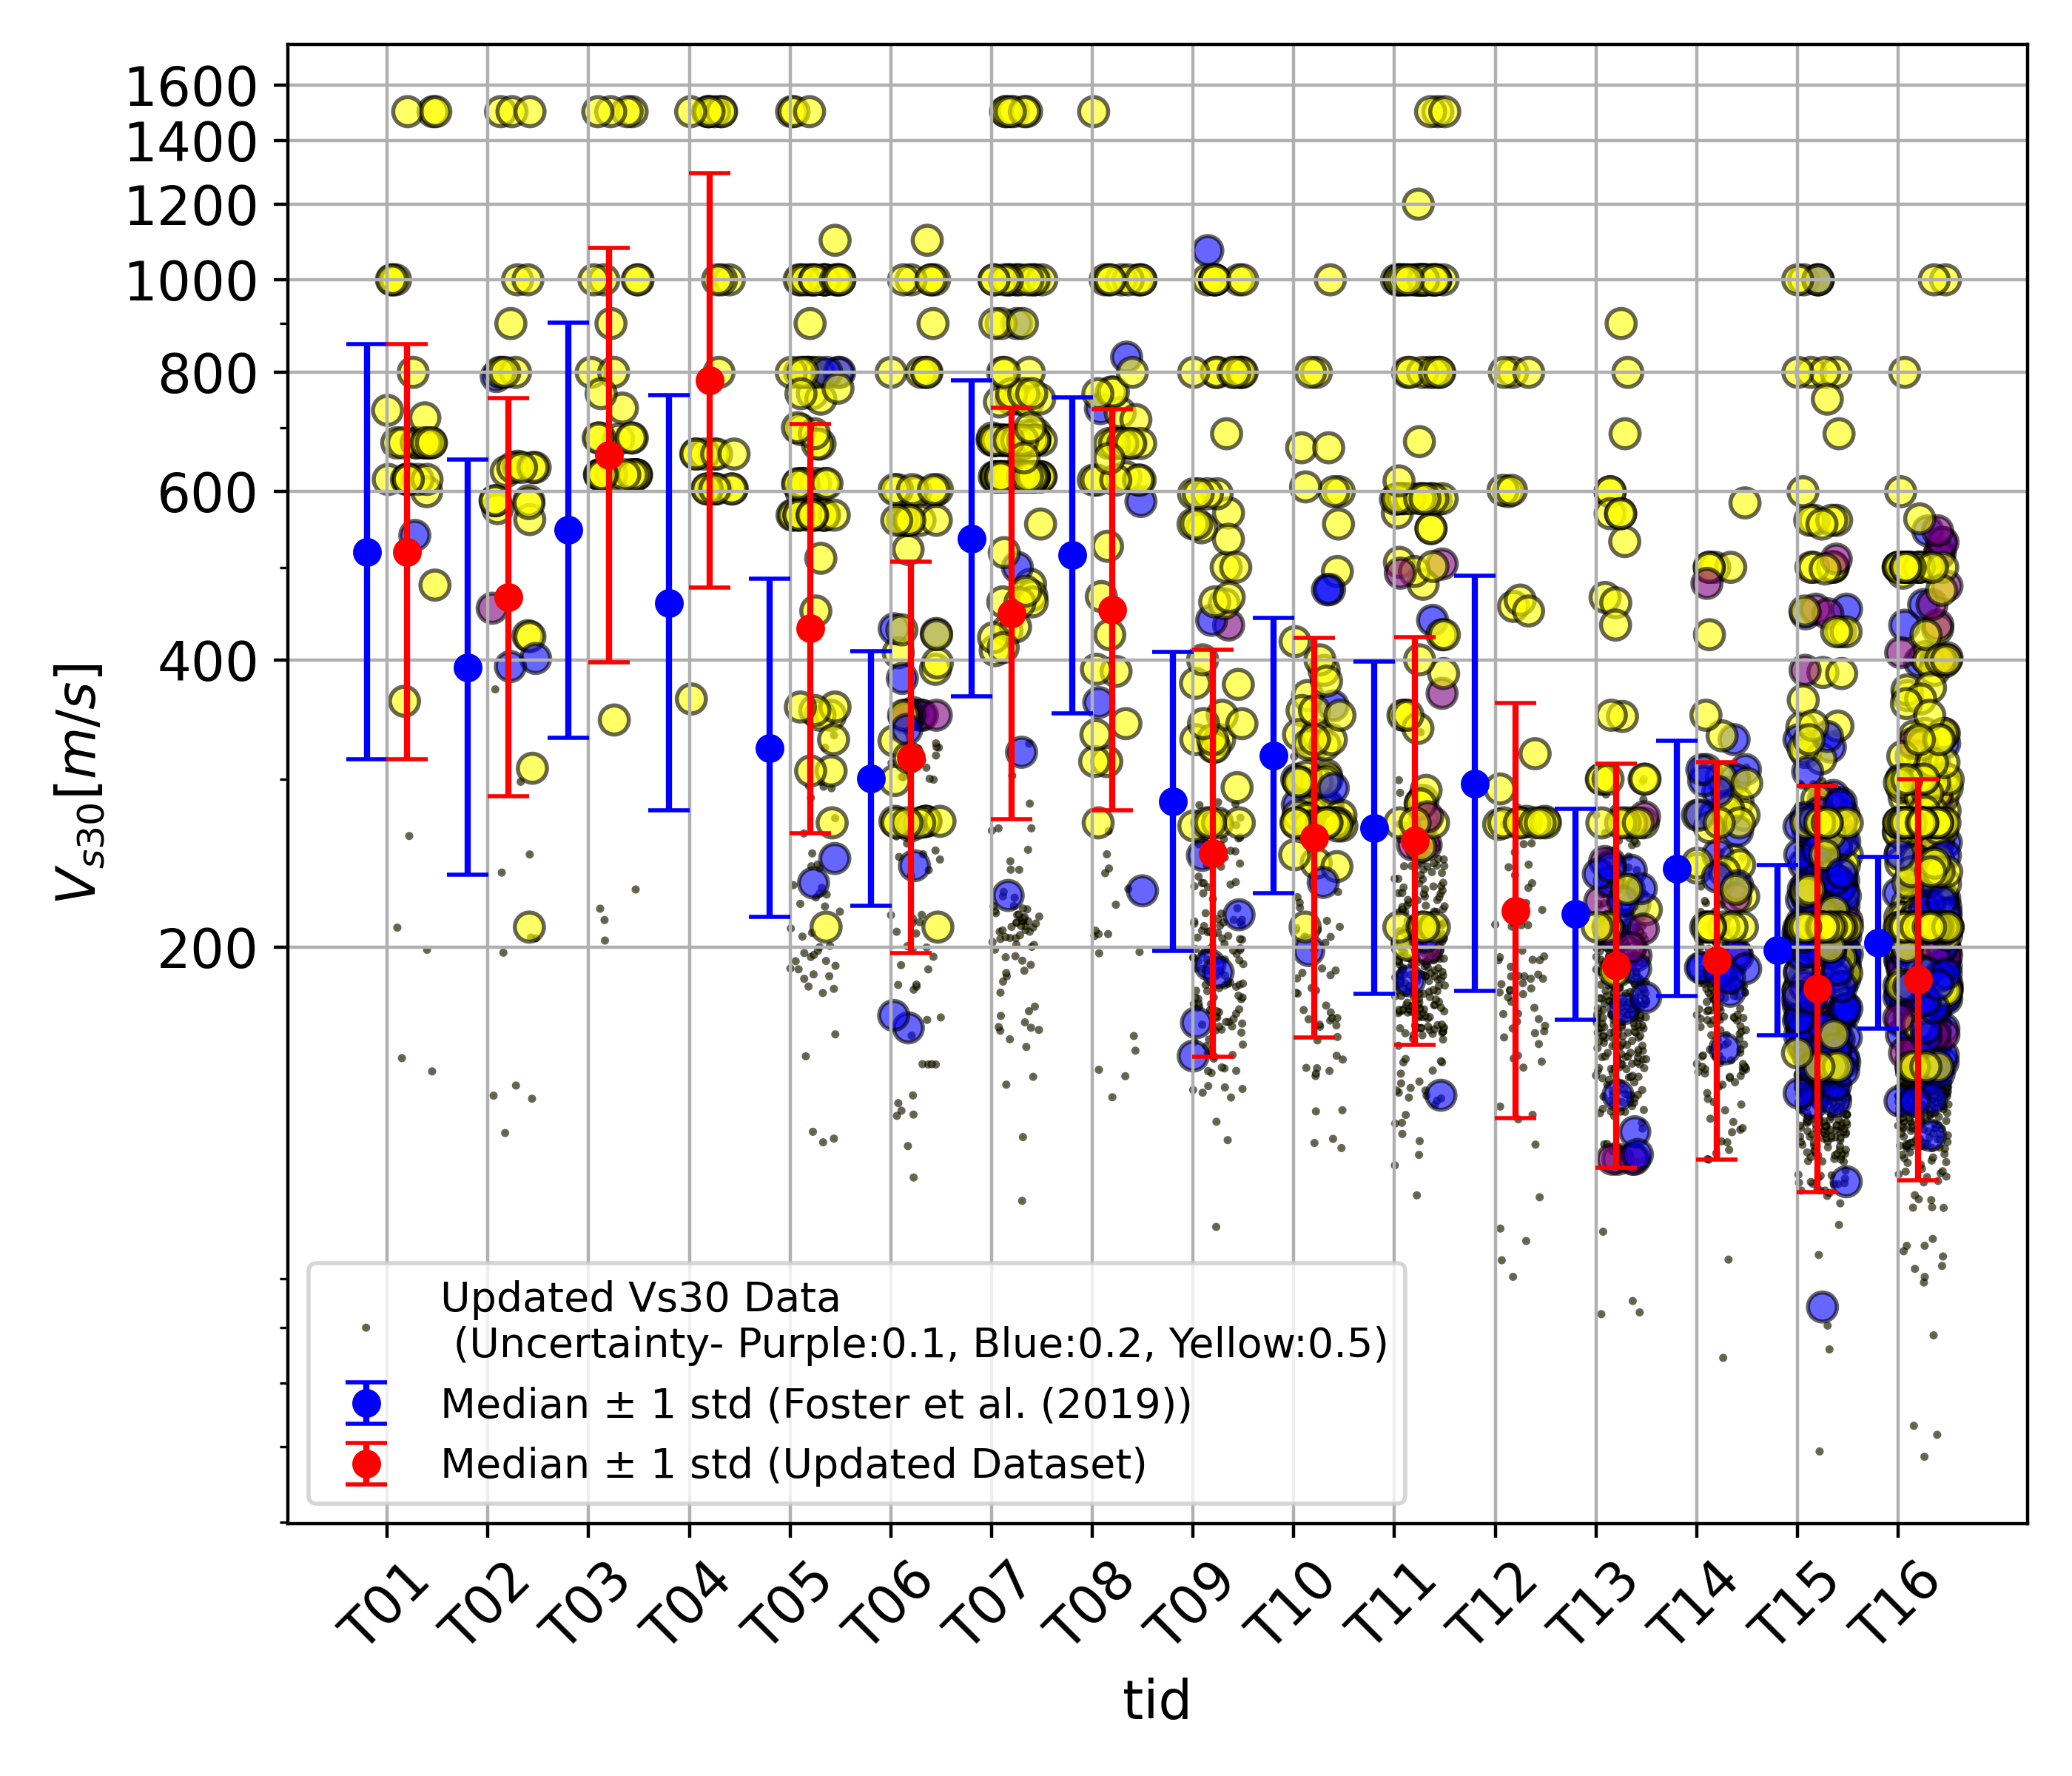 1600
1400
1200
1000
800
600
400
200
Vs30[m/s]
Updated Vs30 Data
(Uncertainty- Purple:0.1, Blue:0.2, Yellow:0.5)
Median ± 1 std (Foster et al. (2019))
Median ± 1 std (Updated Dataset)
T01 T02 T03 T04 T05 T06 T07 T08 T09 T10 T11 T12 T13 T14 T15 T16
tid